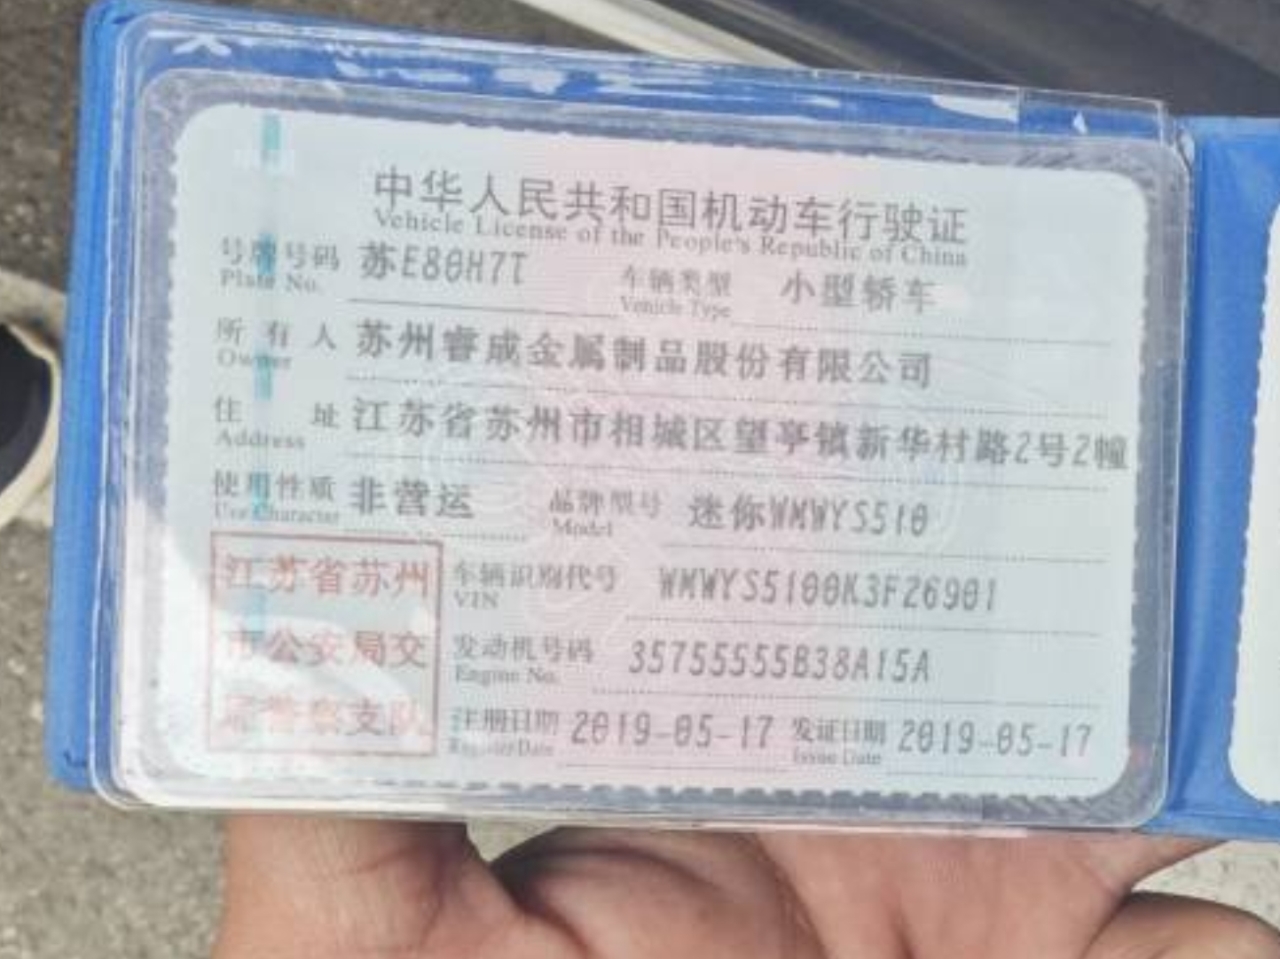 中华人民共和国机动车行驶证
Vehicle License of the People's Republic of China
号牌号码 苏E80H7T 车辆类型 小型轿车
Plate No. Vehicle Type
所有人 苏州睿成金属制品股份有限公司
Owner
住址 江苏省苏州市相城区望亭镇新华村路2号2幢
Address
使用性质 非营运 品牌型号 迷你WMWYS510
Use Character Model
江苏省苏州 车辆识别代号 WMWYS5100K3F26901
VIN
市公安局交 发动机号码 35755555B38A15A
Engine No.
警察支队 注册日期 2019-05-17 发证日期 2019-05-17
Register Date Issue Date